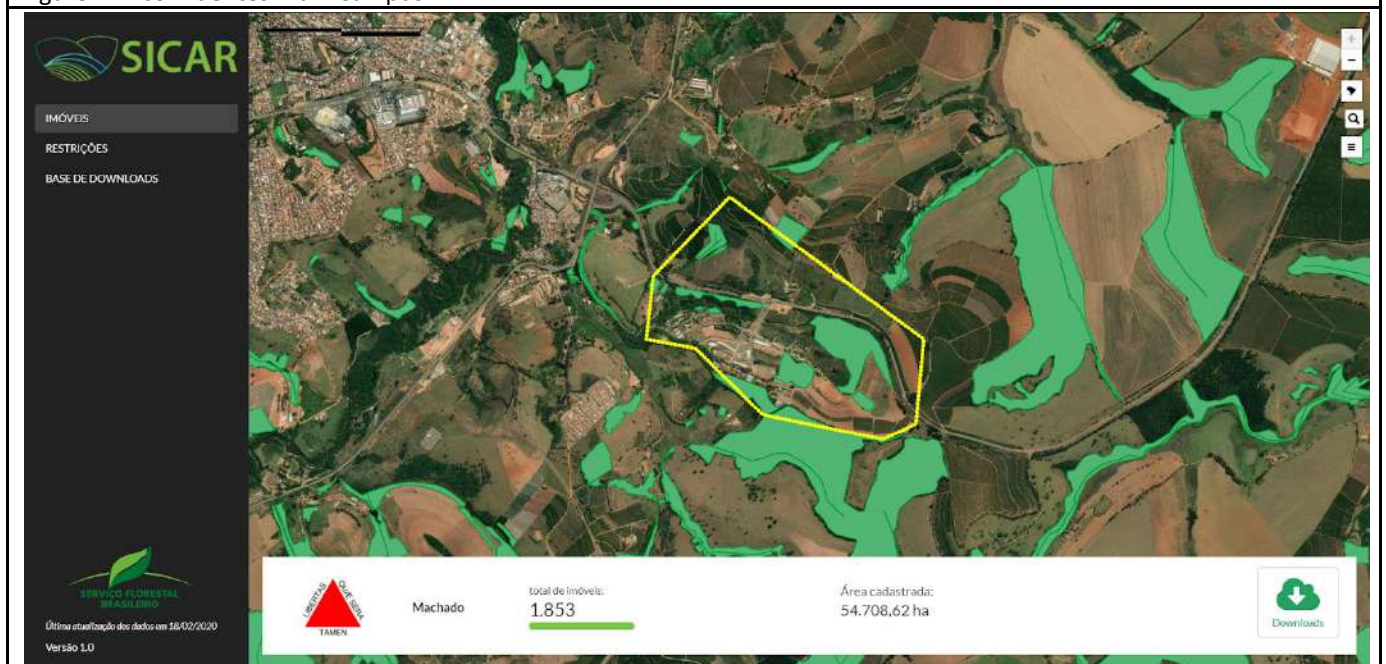 SICAR
IMÓVEIS
RESTRIÇÕES
BASE DE DOWNLOADS
SERVIÇO FLORESTAL
BRASILEIRO
Última atualização dos dados em 18/02/2020
Versão 1.0
LIBERTAS QUÆ SERA
TAMEN
Machado
total de imóveis:
1.853
Área cadastrada:
54.708,62 ha
Downloads